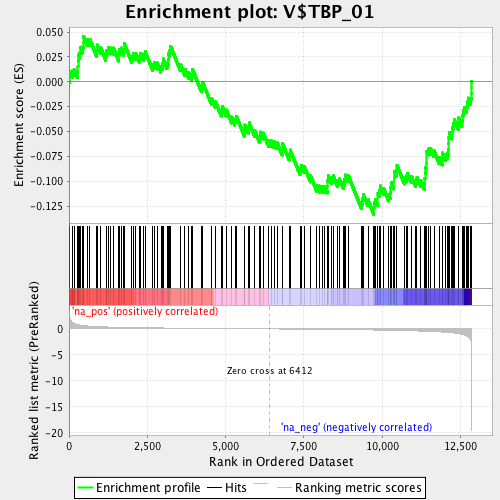 Enrichment plot: V$TBP_01
Enrichment score (ES)
0.050
0.025
0.000
-0.025
-0.050
-0.075
-0.100
-0.125
'na_pos' (positively correlated)
Ranked list metric (PreRanked)
0
-5
-10
-15
-20
Zero cross at 6412
'na_neg' (negatively correlated)
0
2,500
5,000
7,500
10,000
12,500
Rank in Ordered Dataset
Enrichment profile
Hits
Ranking metric scores